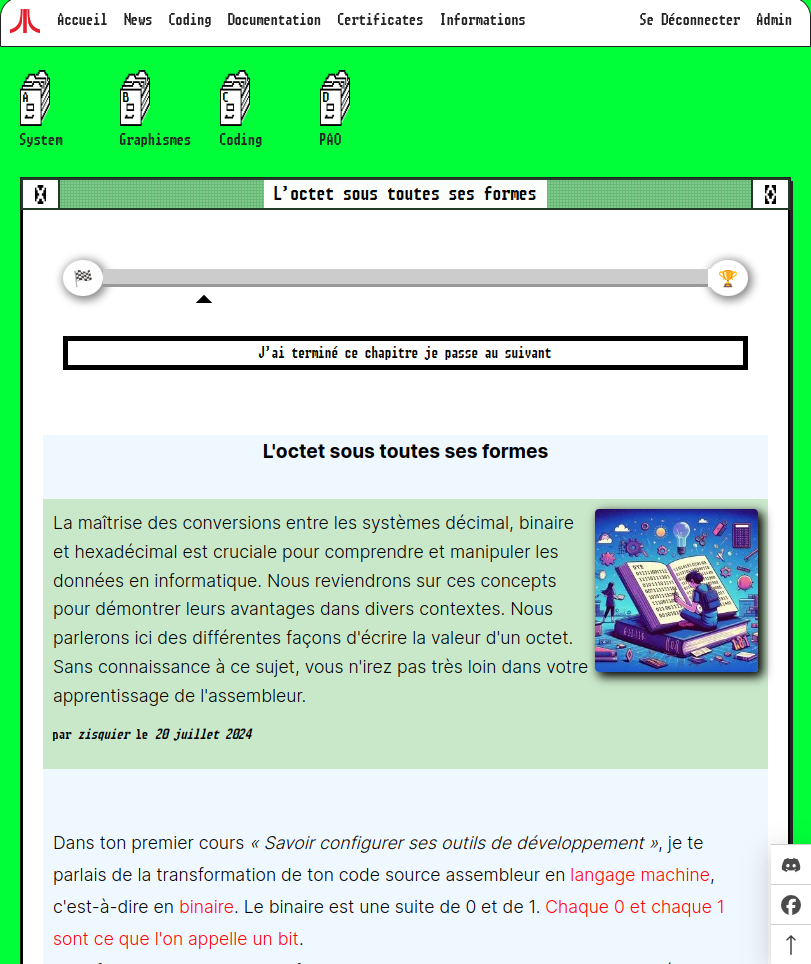 Accueil News Coding Documentation Certificates Informations Se Déconnecter Admin
A B C D
System Graphismes Coding PAO
L'octet sous toutes ses formes
J'ai terminé ce chapitre je passe au suivant
L'octet sous toutes ses formes
La maîtrise des conversions entre les systèmes décimal, binaire
et hexadécimal est cruciale pour comprendre et manipuler les
données en informatique. Nous reviendrons sur ces concepts
pour démontrer leurs avantages dans divers contextes. Nous
parlerons ici des différentes façons d'écrire la valeur d'un octet.
Sans connaissance à ce sujet, vous n'irez pas très loin dans votre
apprentissage de l'assembleur.
par zisquier le 20 juillet 2024
Dans ton premier cours « Savoir configurer ses outils de développement », je te
parlais de la transformation de ton code source assembleur en langage machine,
c'est-à-dire en binaire. Le binaire est une suite de 0 et de 1. Chaque 0 et chaque 1
sont ce que l'on appelle un bit.